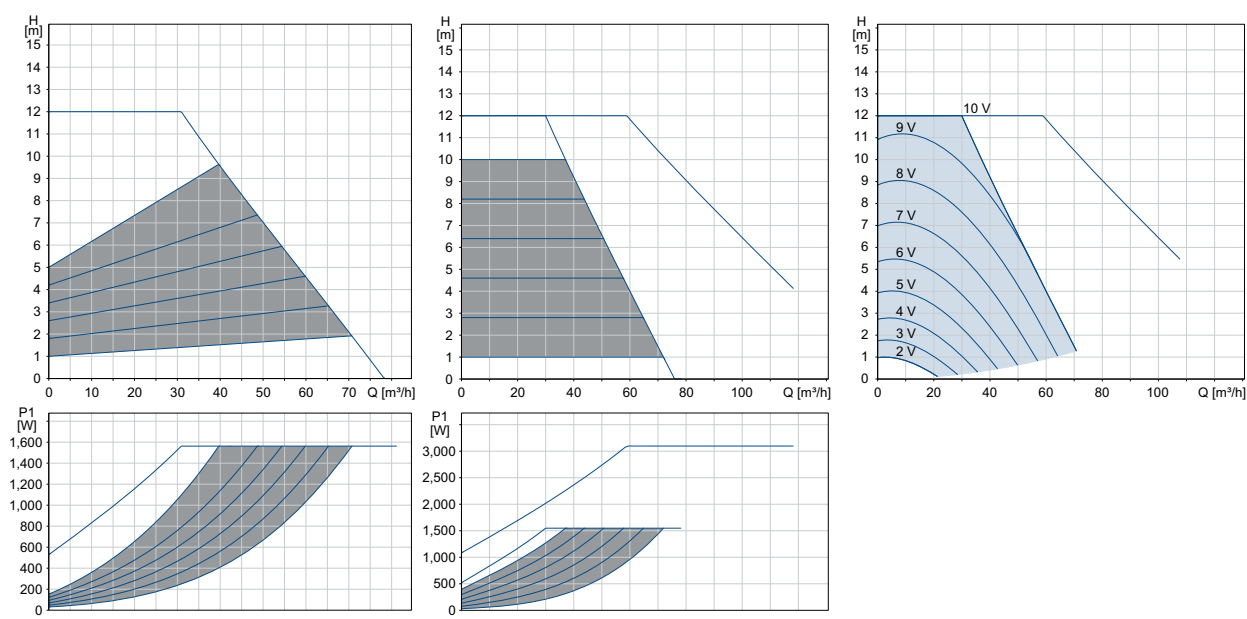 H
[m]
15
14
13
12
11
10
9
8
7
6
5
4
3
2
1
0
0 10 20 30 40 50 60 70 Q [m³/h]
H
[m]
15
14
13
12
11
10
9
8
7
6
5
4
3
2
1
0
0 20 40 60 80 100 Q [m³/h]
H
[m]
15
14
13
12
11
10
9
8
7
6
5
4
3
2
1
0
10 V
9 V
8 V
7 V
6 V
5 V
4 V
3 V
2 V
0 20 40 60 80 100 Q [m³/h]
P1
[W]
1,600
1,400
1,200
1,000
800
600
400
200
0
P1
[W]
3,000
2,500
2,000
1,500
1,000
500
0